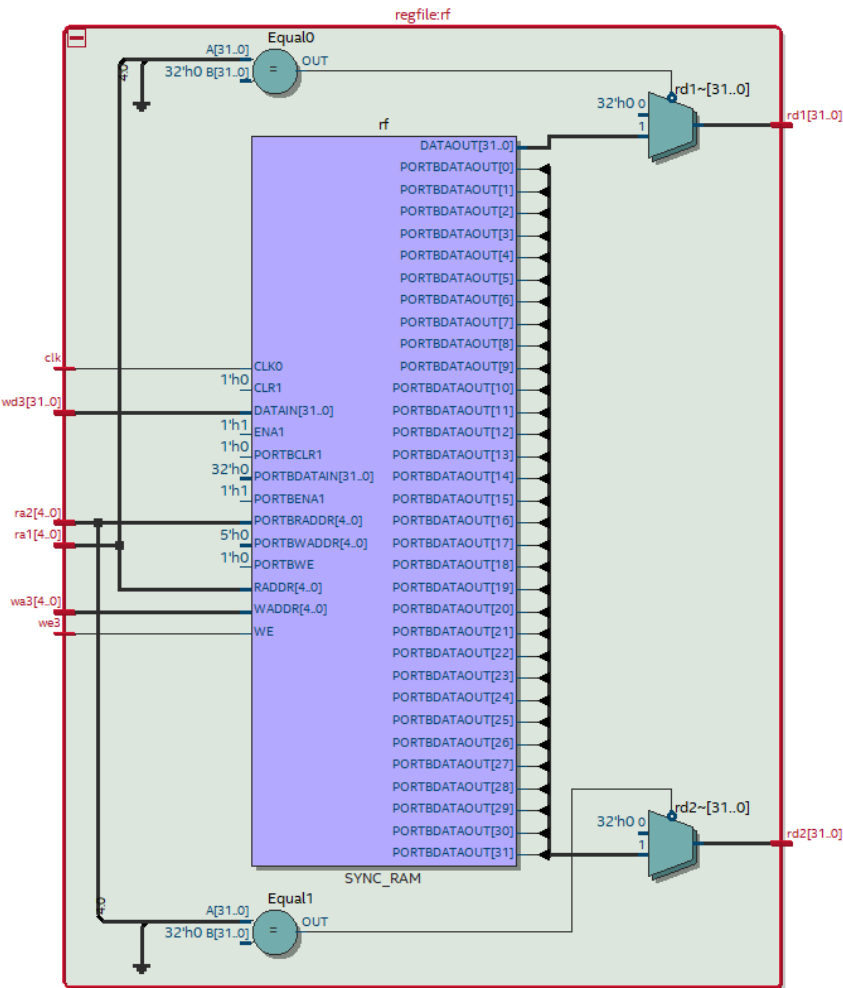 regfile:rf
Equal0
A[31..0]
OUT
4:0
32'h0 B[31..0]
=
rd1~[31..0]
32'h0 0
1
rd1[31..0]
rf
DATAOUT[31..0]
PORTBDATAOUT[0]
PORTBDATAOUT[1]
PORTBDATAOUT[2]
PORTBDATAOUT[3]
PORTBDATAOUT[4]
PORTBDATAOUT[5]
PORTBDATAOUT[6]
PORTBDATAOUT[7]
PORTBDATAOUT[8]
clk
CLK0
PORTBDATAOUT[9]
1'h0
CLR1
PORTBDATAOUT[10]
wd3[31..0]
DATAIN[31..0]
PORTBDATAOUT[11]
1'h1
ENA1
PORTBDATAOUT[12]
1'h0
PORTBCLR1
PORTBDATAOUT[13]
32'h0
PORTBDATAIN[31..0]
PORTBDATAOUT[14]
1'h1
PORTBENA1
PORTBDATAOUT[15]
ra2[4..0]
PORTBRADDR[4..0]
PORTBDATAOUT[16]
ra1[4..0]
5'h0
PORTBWADDR[4..0]
PORTBDATAOUT[17]
1'h0
PORTBWE
PORTBDATAOUT[18]
RADDR[4..0]
PORTBDATAOUT[19]
wa3[4..0]
WADDR[4..0]
PORTBDATAOUT[20]
we3
WE
PORTBDATAOUT[21]
PORTBDATAOUT[22]
PORTBDATAOUT[23]
PORTBDATAOUT[24]
PORTBDATAOUT[25]
PORTBDATAOUT[26]
PORTBDATAOUT[27]
PORTBDATAOUT[28]
PORTBDATAOUT[29]
PORTBDATAOUT[30]
PORTBDATAOUT[31]
rd2~[31..0]
32'h0 0
1
rd2[31..0]
SYNC_RAM
Equal1
4:0
A[31..0]
OUT
32'h0 B[31..0]
=